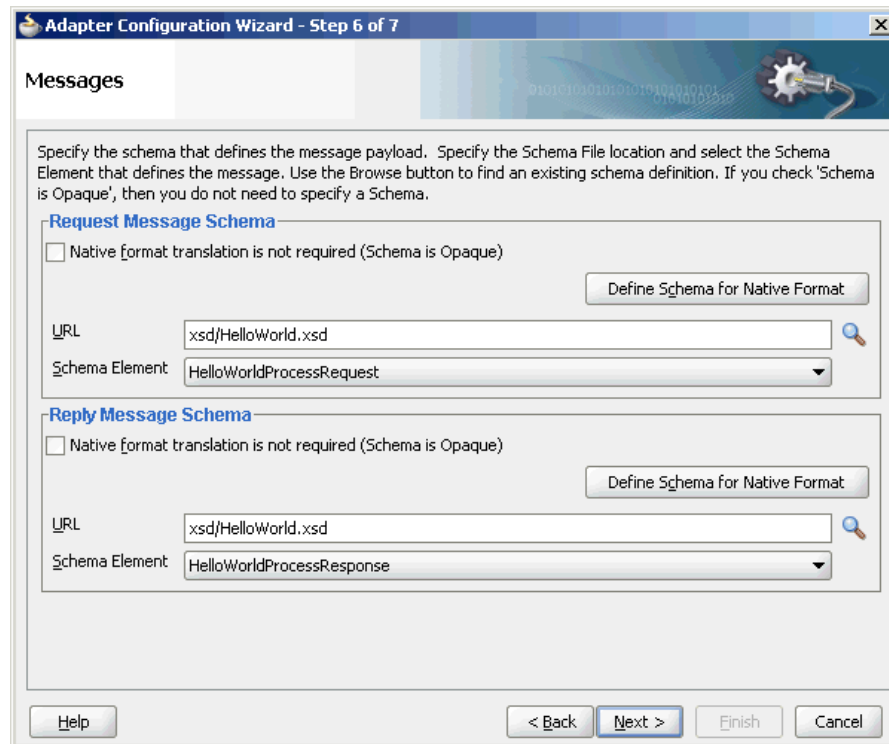 Adapter Configuration Wizard - Step 6 of 7
Messages
010101010101010101010101
01010101010
Specify the schema that defines the message payload.  Specify the Schema File location and select the Schema
Element that defines the message. Use the Browse button to find an existing schema definition. If you check 'Schema
is Opaque', then you do not need to specify a Schema.
Request Message Schema
Native format translation is not required (Schema is Opaque)
Define Schema for Native Format
URL xsd/HelloWorld.xsd
Schema Element HelloWorldProcessRequest
Reply Message Schema
Native format translation is not required (Schema is Opaque)
Define Schema for Native Format
URL xsd/HelloWorld.xsd
Schema Element HelloWorldProcessResponse
Help < Back Next > Finish Cancel